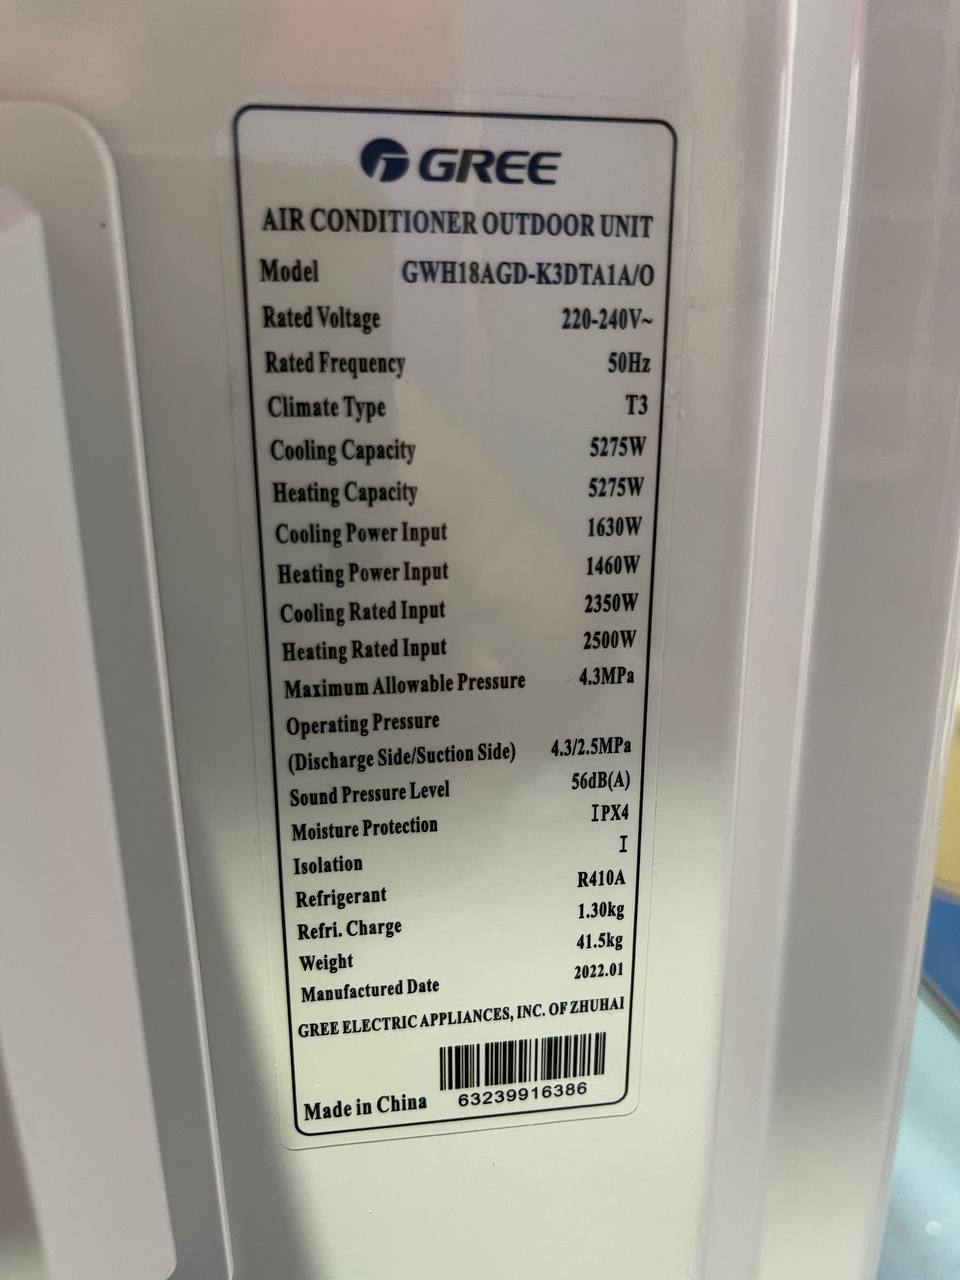 GREE
AIR CONDITIONER OUTDOOR UNIT
Model GWH18AGD-K3DTA1A/O
Rated Voltage 220-240V~
Rated Frequency 50Hz
Climate Type T3
Cooling Capacity 5275W
Heating Capacity 5275W
Cooling Power Input 1630W
Heating Power Input 1460W
Cooling Rated Input 2350W
Heating Rated Input 2500W
Maximum Allowable Pressure 4.3MPa
Operating Pressure
(Discharge Side/Suction Side) 4.3/2.5MPa
Sound Pressure Level 56dB(A)
Moisture Protection IPX4
Isolation I
Refrigerant R410A
Refri. Charge 1.30kg
Weight 41.5kg
Manufactured Date 2022.01
GREE ELECTRIC APPLIANCES, INC. OF ZHUHAI
Made in China 63239916386